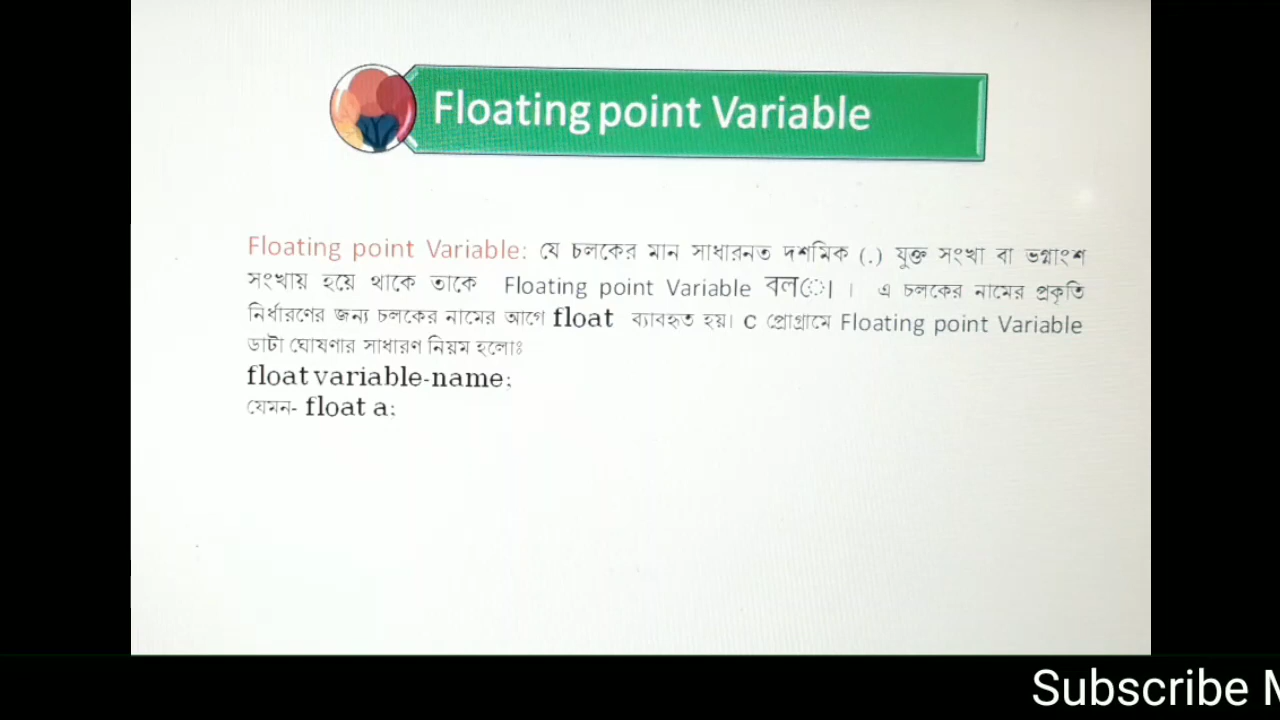 Floating point Variable
Floating point Variable: যে চলকের মান সাধারনত দশমিক (.) যুক্ত সংখা বা ভগ্নাংশ
সংখায় হয়ে থাকে তাকে Floating point Variable বলো। এ চলকের নামের প্রকৃতি
নির্ধারণের জন্য চলকের নামের আগে float ব্যাবহৃত হয়। C প্রোগ্রামে Floating point Variable
ডাটা ঘোষণার সাধারণ নিয়ম হলোঃ
float variable-name;
যেমন- float a;
Subscribe M